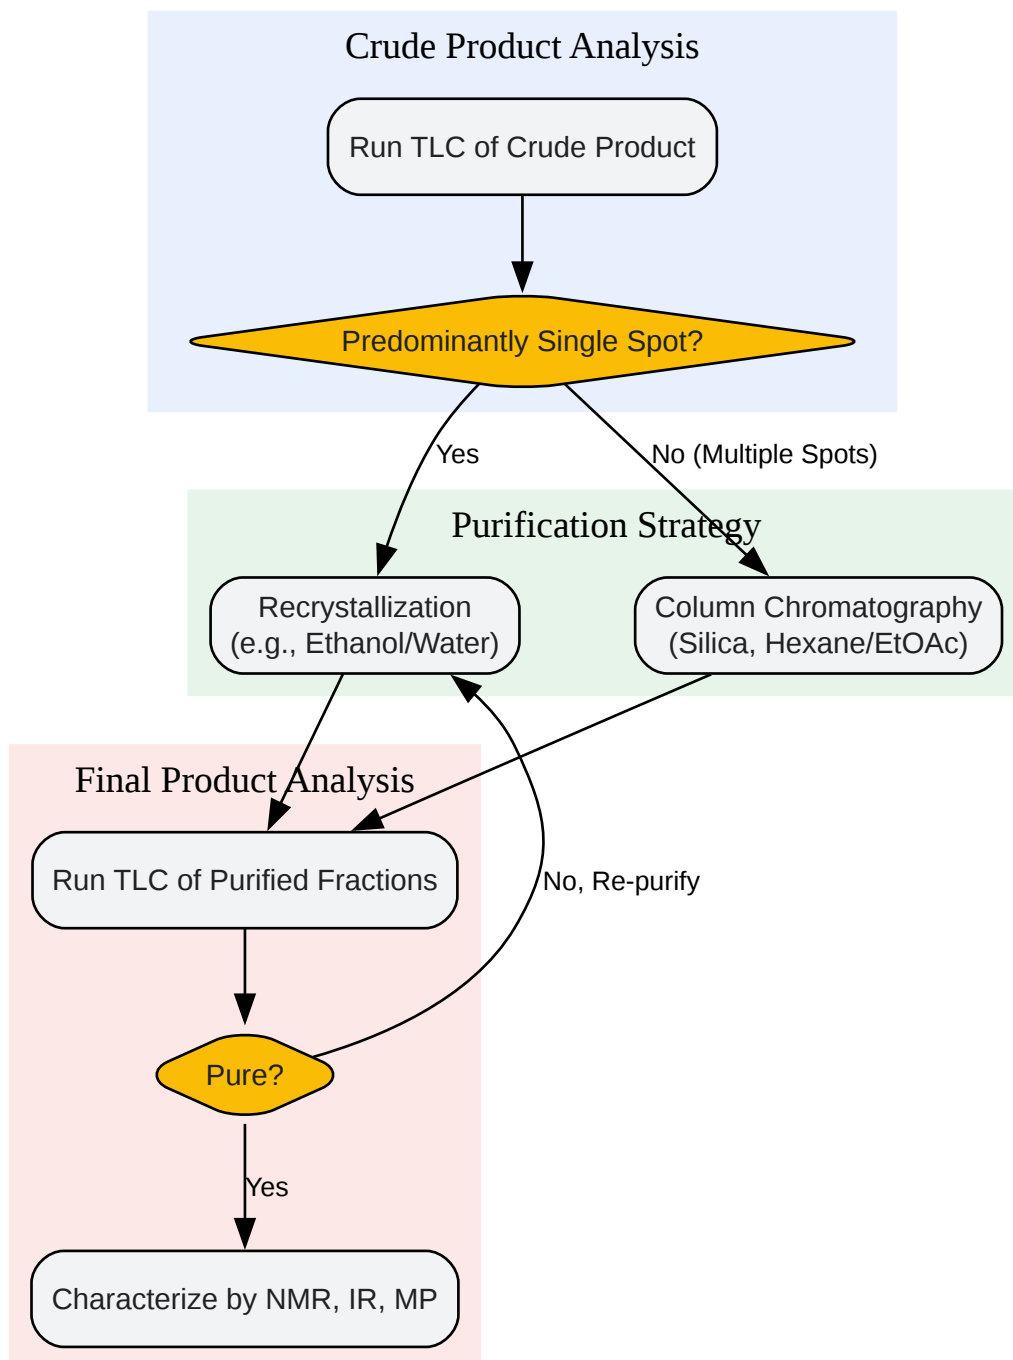 Crude Product Analysis
Run TLC of Crude Product
Predominantly Single Spot?
Yes
No (Multiple Spots)
Purification Strategy
Recrystallization
(e.g., Ethanol/Water)
Column Chromatography
(Silica, Hexane/EtOAc)
Final Product Analysis
Run TLC of Purified Fractions
No, Re-purify
Pure?
Yes
Characterize by NMR, IR, MP